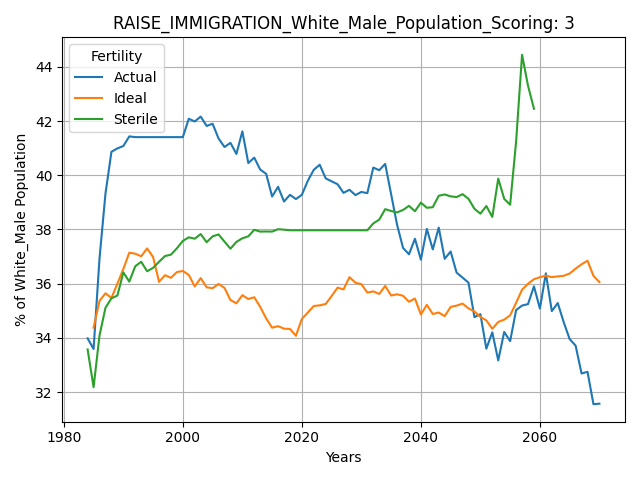 RAISE_IMMIGRATION_White_Male_Population_Scoring: 3
Fertility
Actual
Ideal
Sterile
% of White_Male Population
44
42
40
38
36
34
32
1980
2000
2020
2040
2060
Years